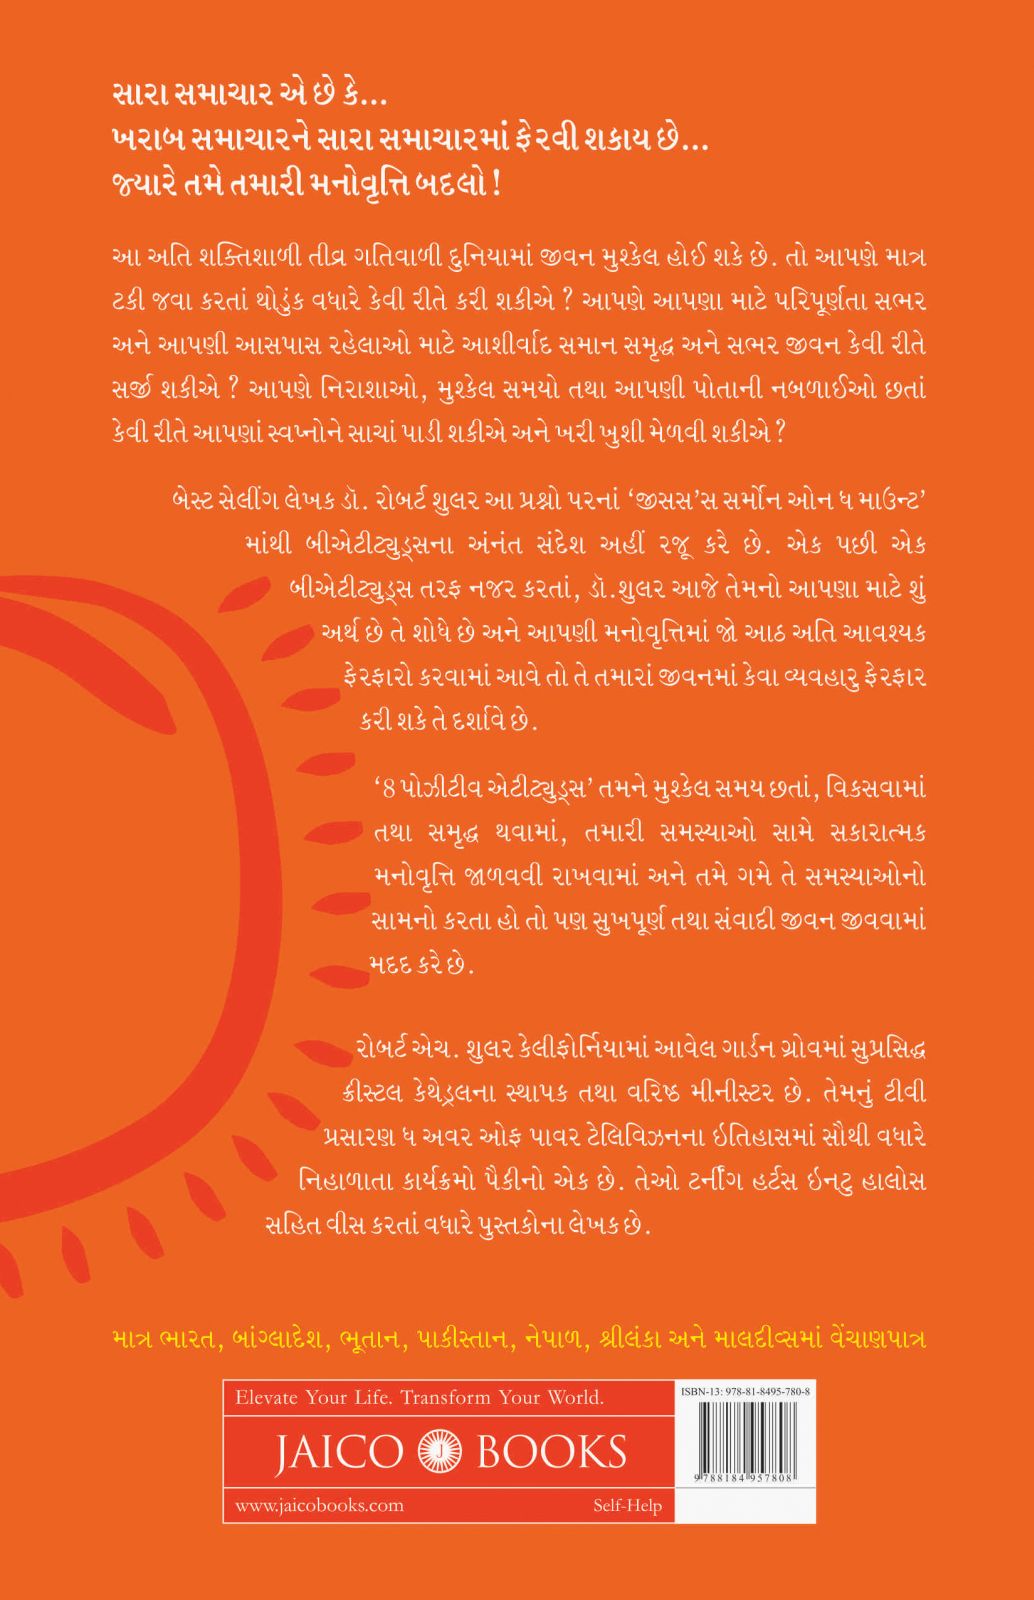 સારા સમાચાર એ છે કે...
ખરાબ સમાચારને સારા સમાચારમાં ફેરવી શકાય છે...
જ્યારે તમે તમારી મનોવૃત્તિ બદલો!
આ અતિ શક્તિશાળી તીવ્ર ગતિવાળી દુનિયામાં જીવન મુશ્કેલ હોઈ શકે છે. તો આપણે માત્ર
ટકી જવા કરતાં થોડુંક વધારે કેવી રીતે કરી શકીએ ? આપણે આપણા માટે પરિપૂર્ણતા સભર
અને આપણી આસપાસ રહેલાઓ માટે આશીર્વાદ સમાન સમૃદ્ધ અને સભર જીવન કેવી રીતે
સર્જી શકીએ ? આપણે નિરાશાઓ, મુશ્કેલ સમયો તથા આપણી પોતાની નબળાઈઓ છતાં
કેવી રીતે આપણાં સ્વપ્નોને સાચાં પાડી શકીએ અને ખરી ખુશી મેળવી શકીએ ?
બેસ્ટ સેલીંગ લેખક ડૉ. રોબર્ટ શુલર આ પ્રશ્નો પરનાં ‘જીસસ’સ સર્મોન ઓન ધ માઉન્ટ’
માંથી બીએટીટ્યુડ્સના અંનંત સંદેશ અહીં રજૂ કરે છે. એક પછી એક
બીએટીટ્યુડ્સ તરફ નજર કરતાં, ડૉ.શુલર આજે તેમનો આપણા માટે શું
અર્થ છે તે શોધે છે અને આપણી મનોવૃત્તિમાં જો આઠ અતિ આવશ્યક
ફેરફારો કરવામાં આવે તો તે તમારાં જીવનમાં કેવા વ્યવહારુ ફેરફાર
કરી શકે તે દર્શાવે છે.
‘8 પોઝીટીવ એટીટ્યુડ્સ’ તમને મુશ્કેલ સમય છતાં, વિકસવામાં
તથા સમૃદ્ધ થવામાં, તમારી સમસ્યાઓ સામે સકારાત્મક
મનોવૃત્તિ જાળવવી રાખવામાં અને તમે ગમે તે સમસ્યાઓનો
સામનો કરતા હો તો પણ સુખપૂર્ણ તથા સંવાદી જીવન જીવવામાં
મદદ કરે છે.
રોબર્ટ એચ. શુલર કેલીફોર્નિયામાં આવેલ ગાર્ડન ગ્રોવમાં સુપ્રસિદ્ધ
ક્રીસ્ટલ કેથેડ્રલના સ્થાપક તથા વરિષ્ઠ મીનીસ્ટર છે. તેમનું ટીવી
પ્રસારણ ધ અવર ઓફ પાવર ટેલિવિઝનના ઇતિહાસમાં સૌથી વધારે
નિહાળાતા કાર્યક્રમો પૈકીનો એક છે. તેઓ ટર્નીંગ હર્ટસ ઇન્ટુ હાલોસ
સહિત વીસ કરતાં વધારે પુસ્તકોના લેખક છે.
માત્ર ભારત, બાંગ્લાદેશ, ભૂતાન, પાકીસ્તાન, નેપાળ, શ્રીલંકા અને માલદીવ્સમાં વેંચાણપાત્ર
Elevate Your Life. Transform Your World.
JAICO J BOOKS
www.jaicobooks.com Self-Help
ISBN-13: 978-81-8495-780-8
9 788184 957808